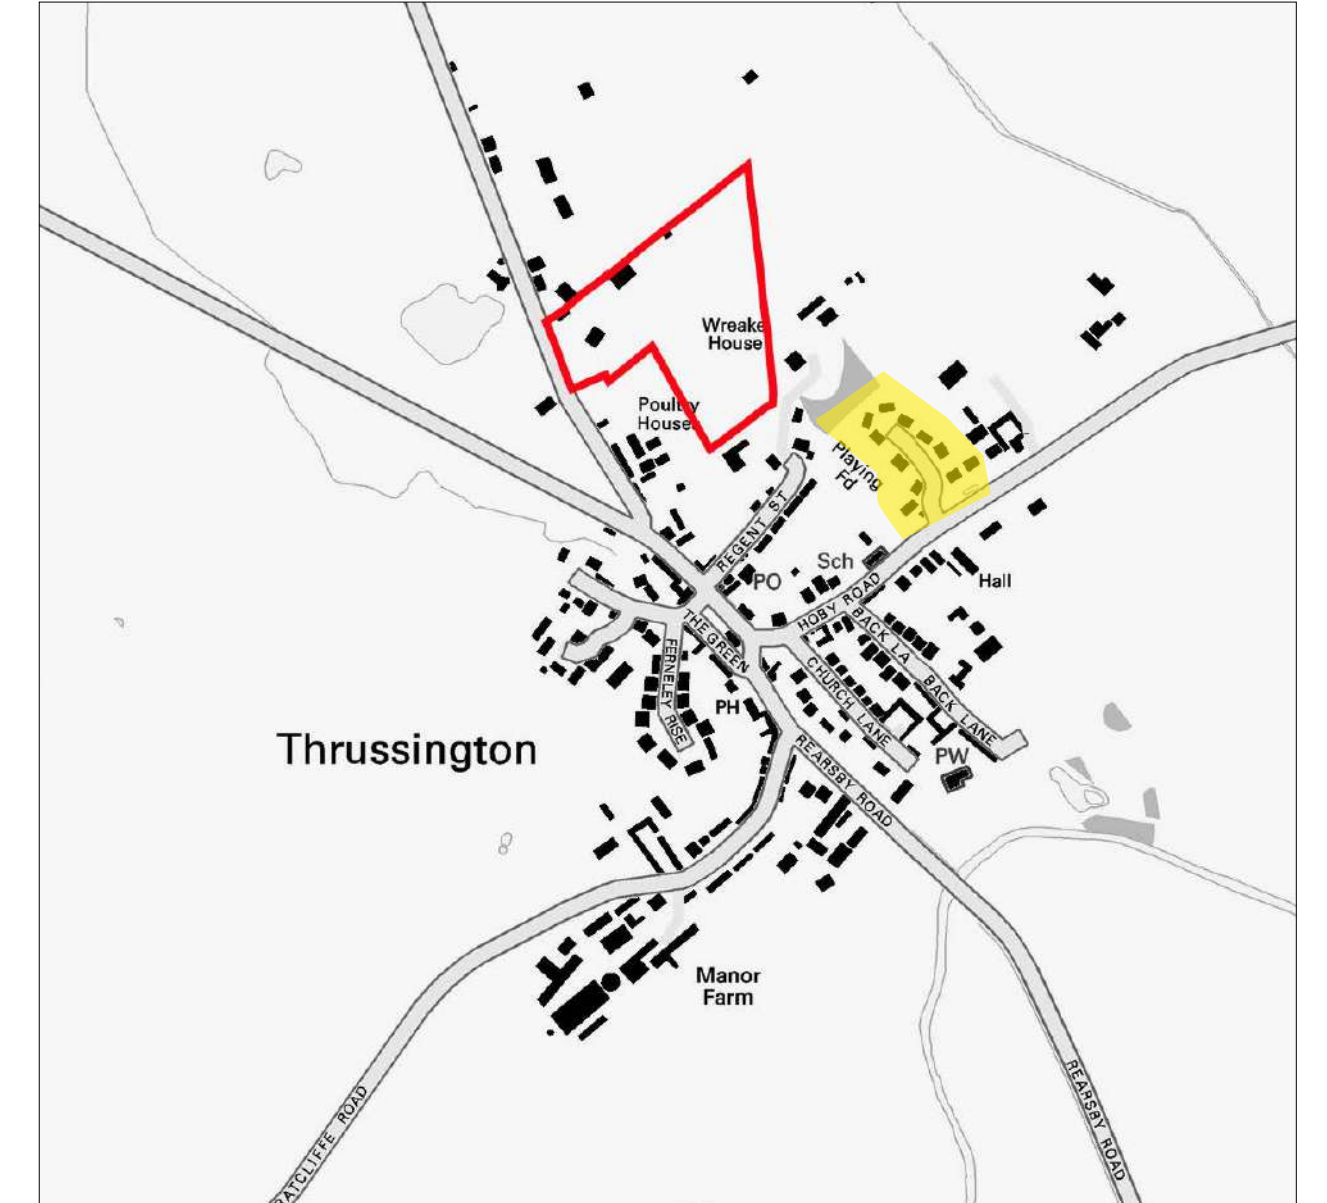 Wreake
House
Poultry
Houses
Playing
Fd
REGENT ST
PO
Sch
Hall
HOBY ROAD
THE GREEN
BACK LA
BACK LANE
FERNELEY RISE
CHURCH LANE
PH
PW
Thrussington
REARSBY ROAD
Manor
Farm
REARSBY ROAD
RATCLIFFE ROAD